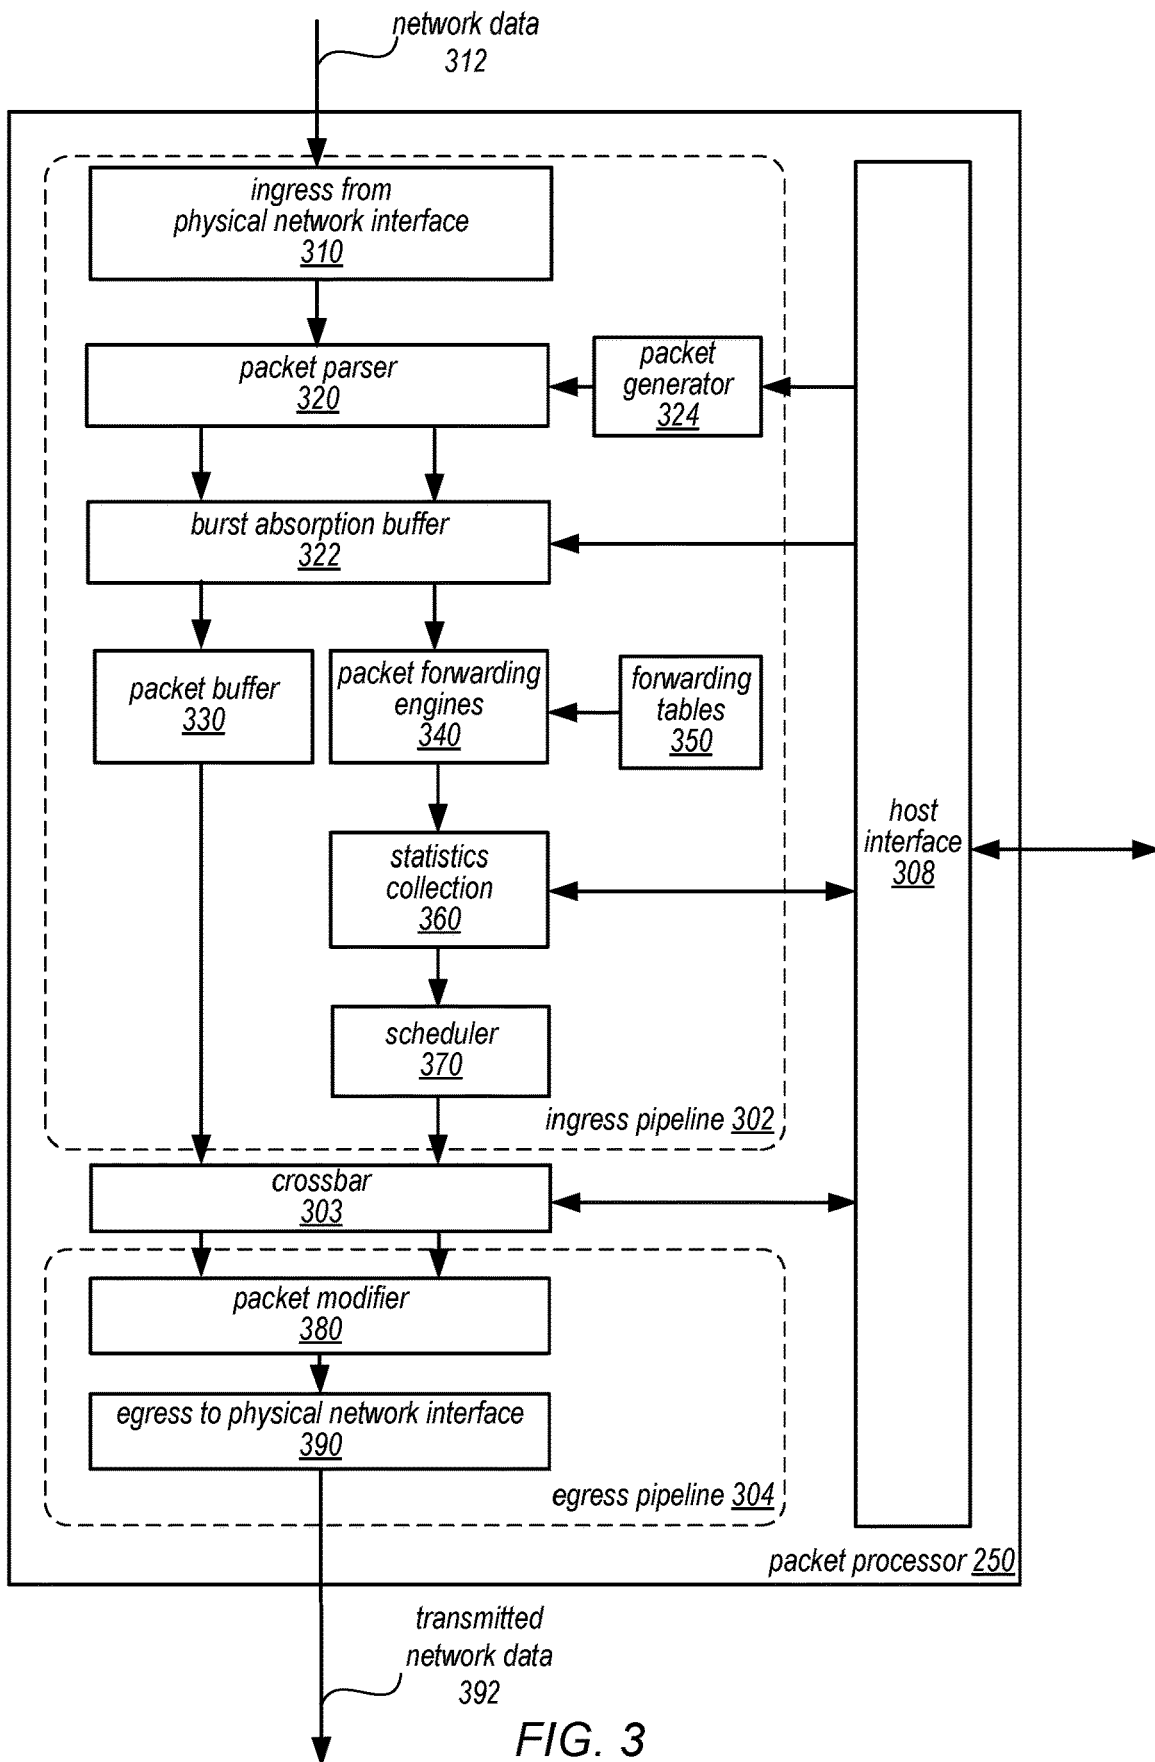 network data
312
ingress from
physical network interface
310
packet parser
320
packet
generator
324
burst absorption buffer
322
packet buffer
330
packet forwarding
engines
340
forwarding
tables
350
host
interface
308
statistics
collection
360
scheduler
370
ingress pipeline 302
crossbar
303
packet modifier
380
egress to physical network interface
390
egress pipeline 304
packet processor 250
transmitted
network data
392
FIG. 3